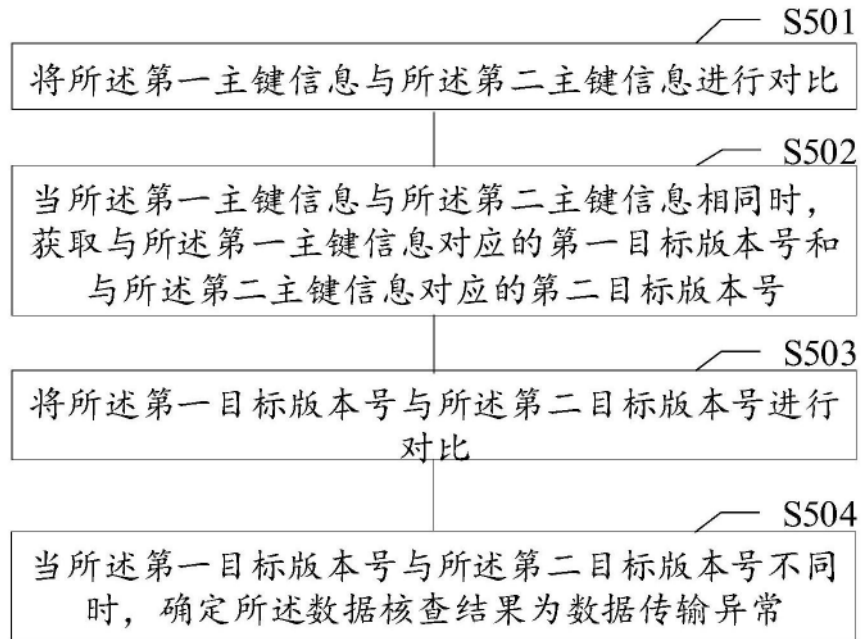 S501
将所述第一主键信息与所述第二主键信息进行对比
S502
当所述第一主键信息与所述第二主键信息相同时，
获取与所述第一主键信息对应的第一目标版本号和
与所述第二主键信息对应的第二目标版本号
S503
将所述第一目标版本号与所述第二目标版本号进行
对比
S504
当所述第一目标版本号与所述第二目标版本号不同
时，确定所述数据核查结果为数据传输异常